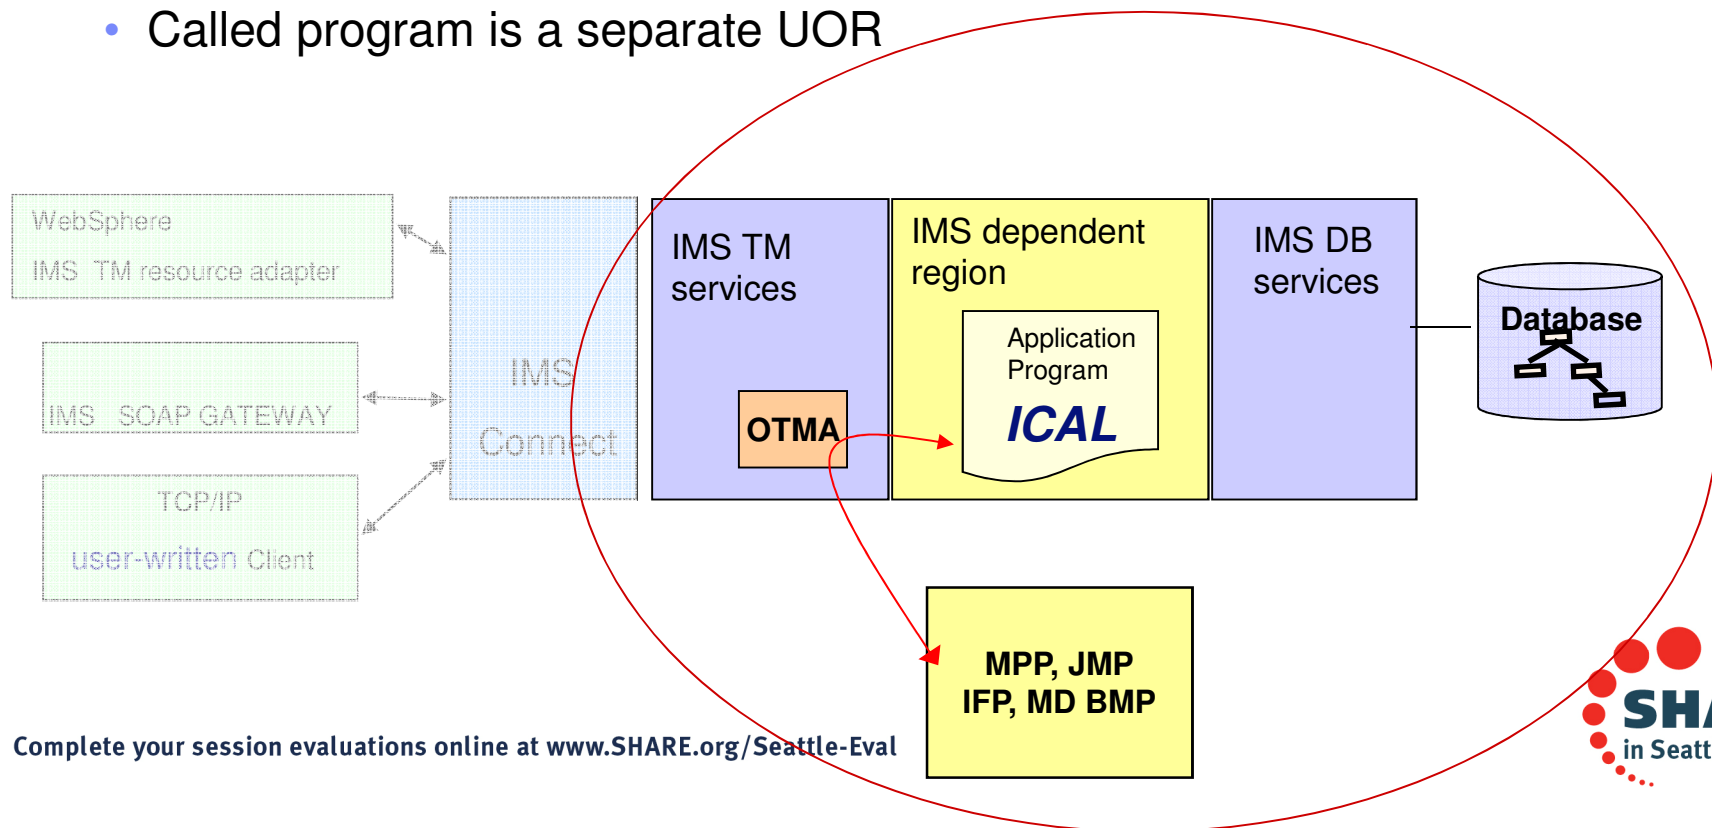 • Called program is a separate UOR
WebSphere
IMS TM resource adapter
IMS SOAP GATEWAY
TCP/IP
user-written Client
IMS
Connect
IMS TM
services
OTMA
IMS dependent
region
Application
Program
ICAL
IMS DB
services
Database
MPP, JMP
IFP, MD BMP
Complete your session evaluations online at www.SHARE.org/Seattle-Eval
SHA
in Seatt